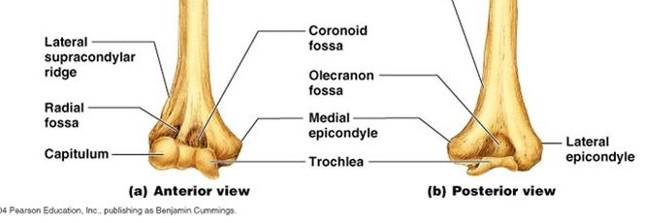 Lateral
supracondylar
ridge
Radial
fossa
Capitulum
Coronoid
fossa
Olecranon
fossa
Medial
epicondyle
Trochlea
Lateral
epicondyle
(a) Anterior view
(b) Posterior view
04 Pearson Education, Inc., publishing as Benjamin Cummings.